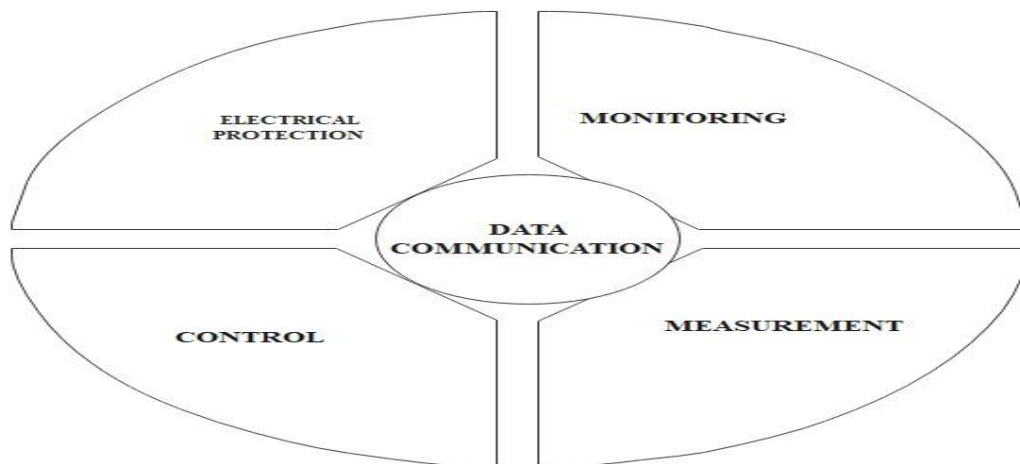 ELECTRICAL
PROTECTION
MONITORING
DATA
COMMUNICATION
CONTROL
MEASUREMENT